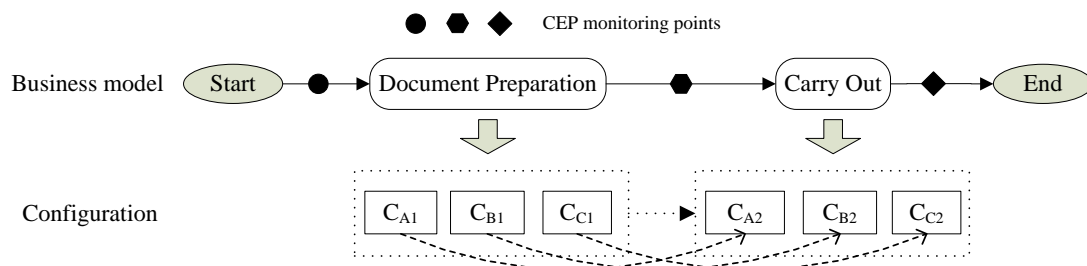 CEP monitoring points
Business model Start Document Preparation Carry Out End
Configuration CA1 CB1 CC1 CA2 CB2 CC2